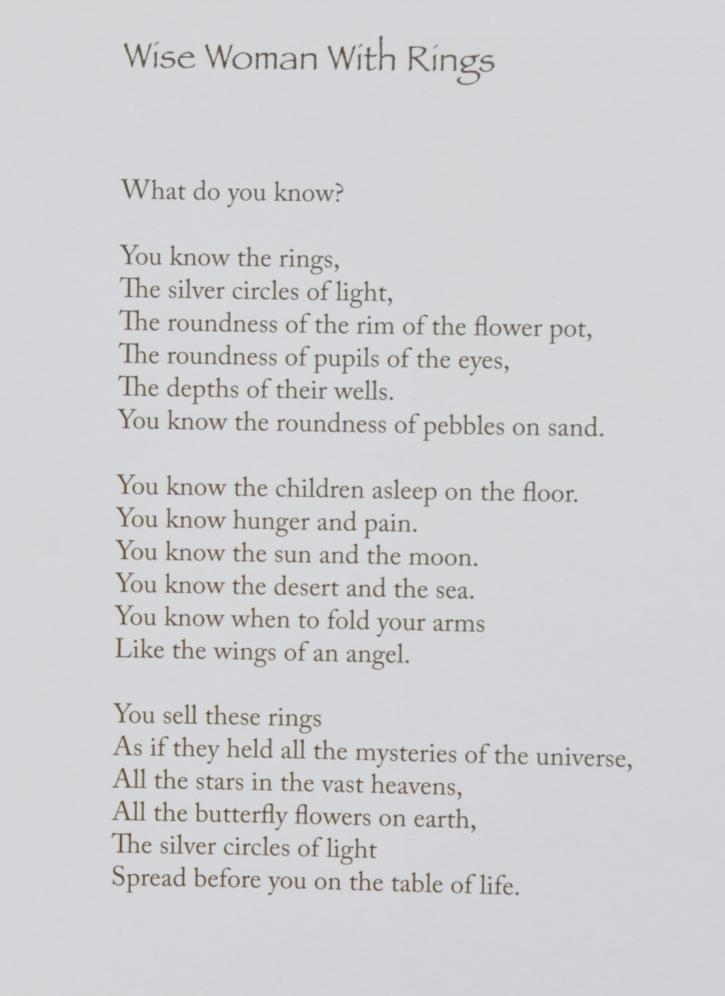 Wise Woman With Rings
What do you know?
You know the rings,
The silver circles of light,
The roundness of the rim of the flower pot,
The roundness of pupils of the eyes,
The depths of their wells.
You know the roundness of pebbles on sand.
You know the children asleep on the floor.
You know hunger and pain.
You know the sun and the moon.
You know the desert and the sea.
You know when to fold your arms
Like the wings of an angel.
You sell these rings
As if they held all the mysteries of the universe,
All the stars in the vast heavens,
All the butterfly flowers on earth,
The silver circles of light
Spread before you on the table of life.